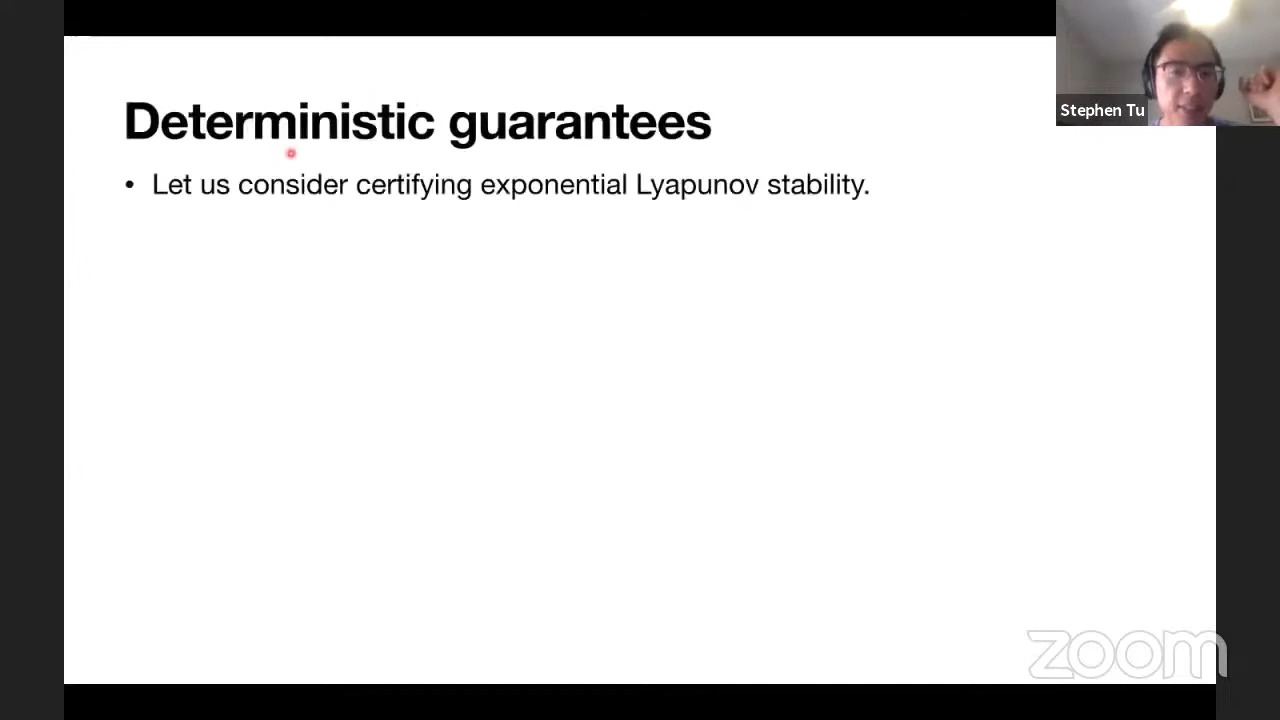 Deterministic guarantees
• Let us consider certifying exponential Lyapunov stability.
Stephen Tu
zoom